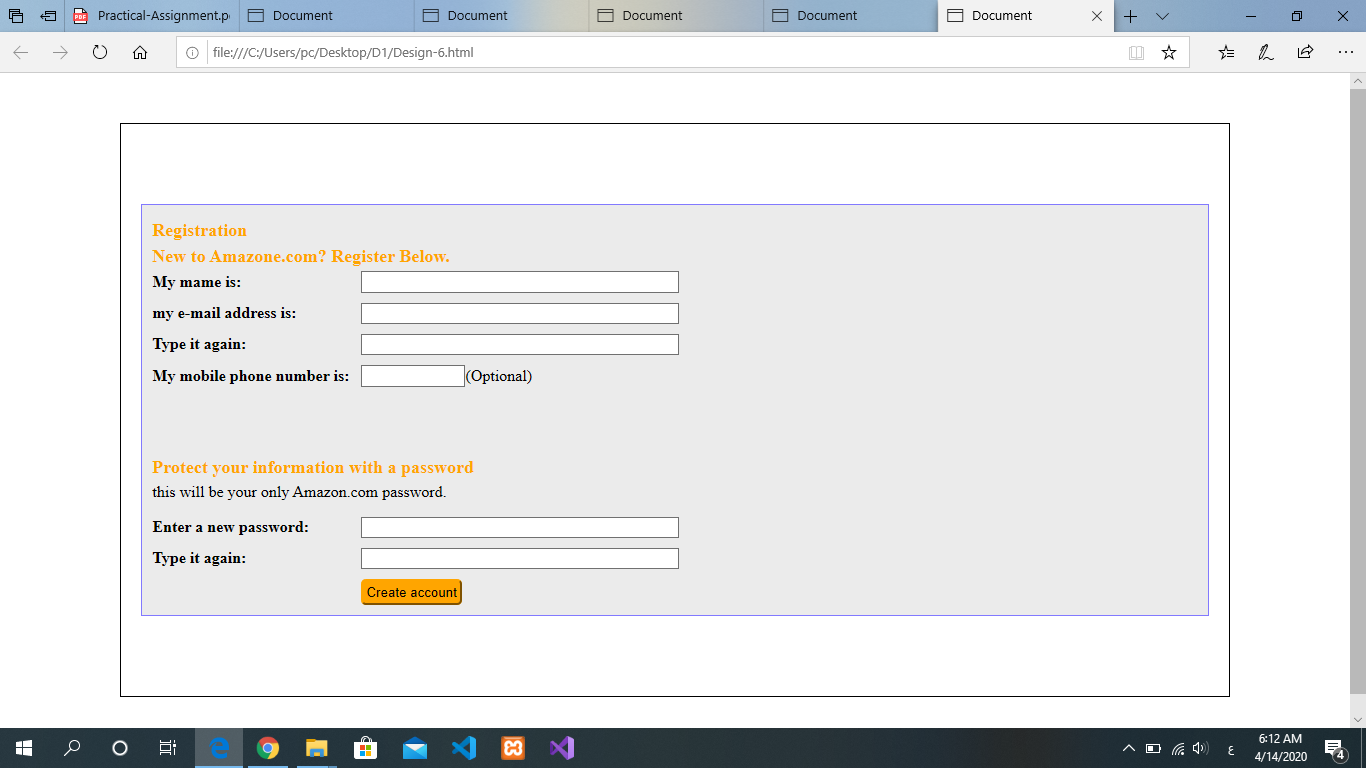 Practical-Assignment.p
Document
Document
Document
Document
Document
file:///C:/Users/pc/Desktop/D1/Design-6.html
Registration
New to Amazone.com? Register Below.
My mame is:
my e-mail address is:
Type it again:
My mobile phone number is:
(Optional)
Protect your information with a password
this will be your only Amazon.com password.
Enter a new password:
Type it again:
Create account
PDF
ع
6:12 AM
4/14/2020
4